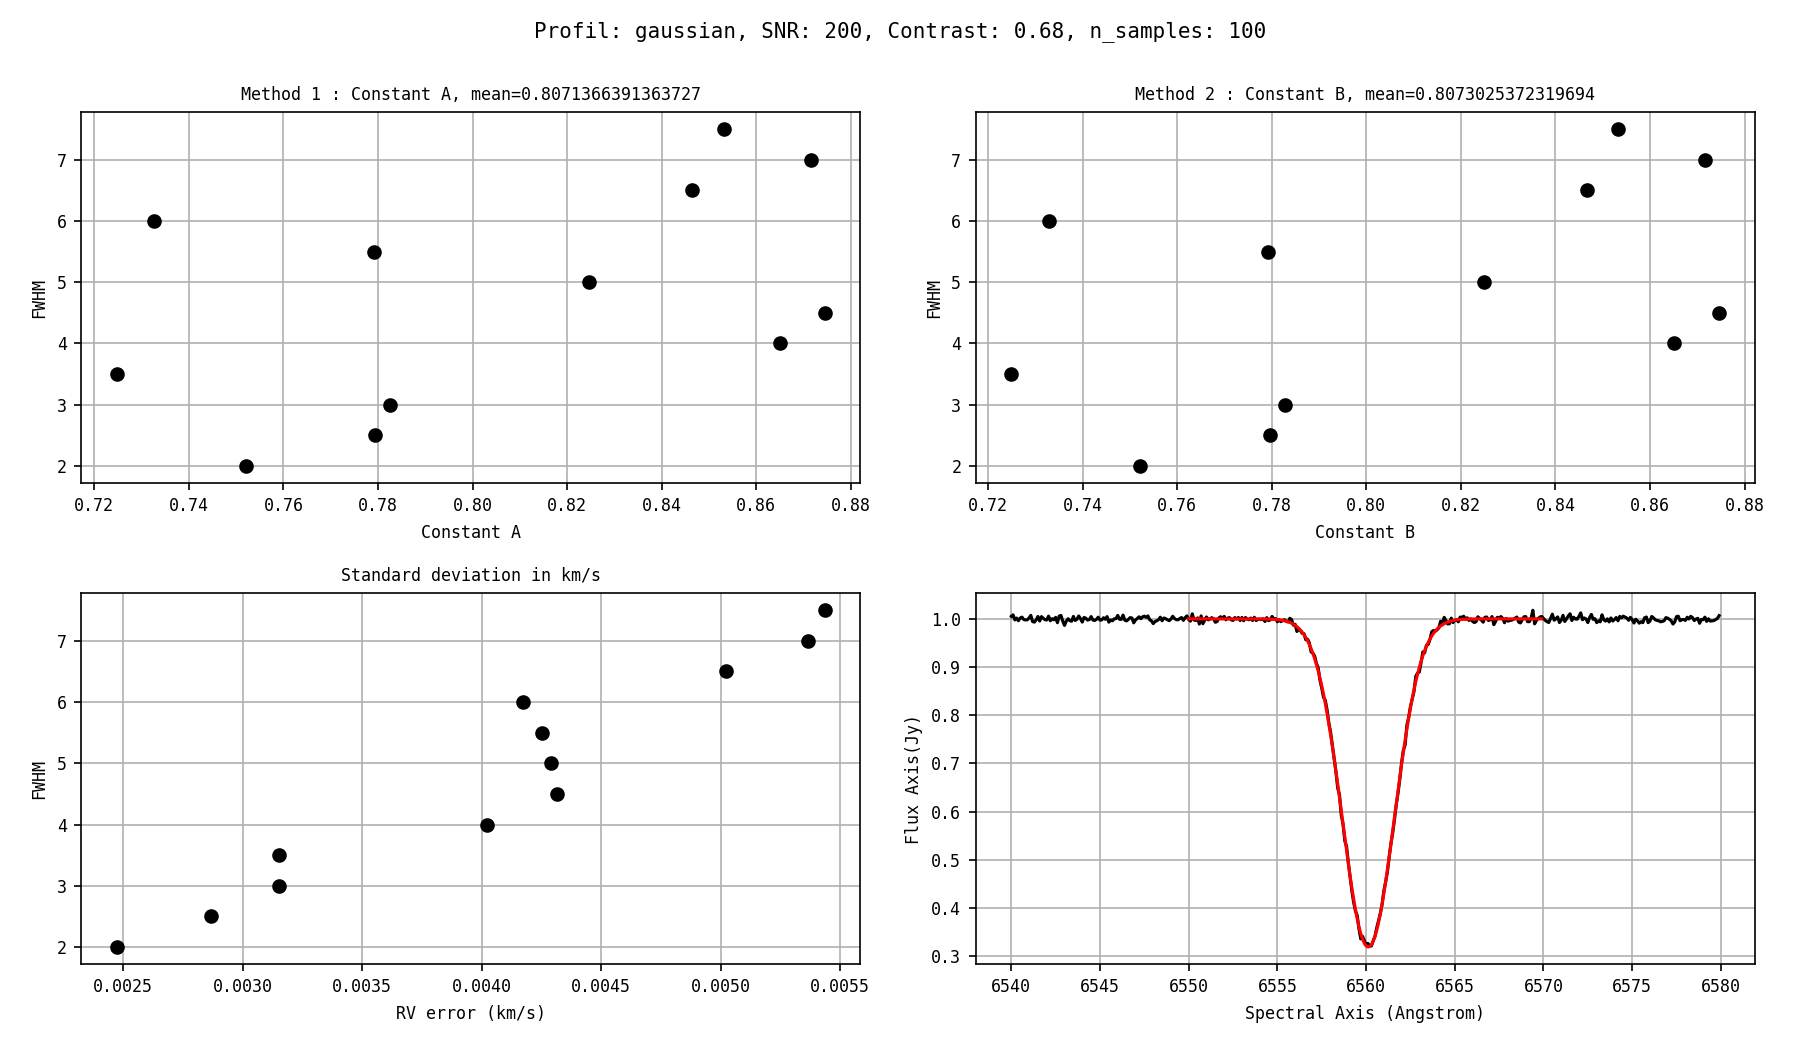 Profil: gaussian, SNR: 200, Contrast: 0.68, n_samples: 100
Method 1 : Constant A, mean=0.8071366391363727
FWHM
7
6
5
4
3
2
0.72 0.74 0.76 0.78 0.80 0.82 0.84 0.86 0.88
Constant A
Method 2 : Constant B, mean=0.8073025372319694
FWHM
7
6
5
4
3
2
0.72 0.74 0.76 0.78 0.80 0.82 0.84 0.86 0.88
Constant B
Standard deviation in km/s
FWHM
7
6
5
4
3
2
0.0025 0.0030 0.0035 0.0040 0.0045 0.0050 0.0055
RV error (km/s)
Flux Axis(Jy)
1.0
0.9
0.8
0.7
0.6
0.5
0.4
0.3
6540 6545 6550 6555 6560 6565 6570 6575 6580
Spectral Axis (Angstrom)